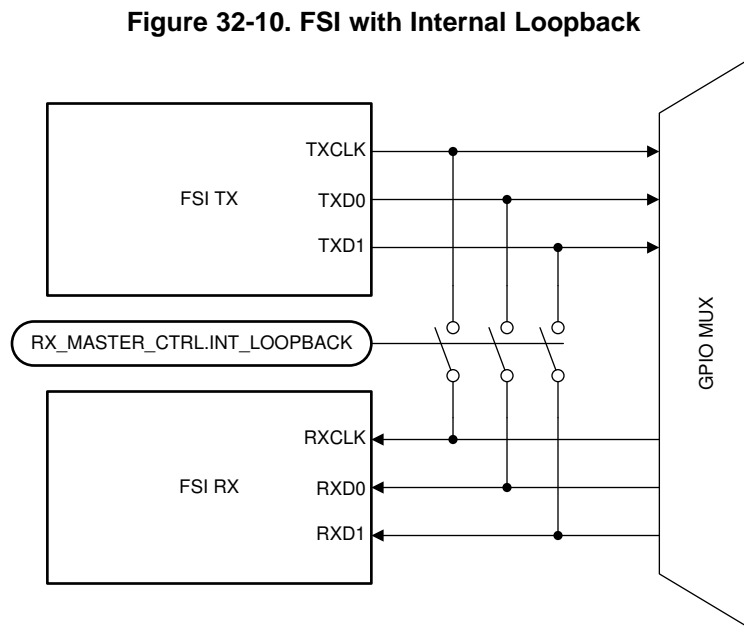 Figure 32-10. FSI with Internal Loopback
TXCLK
FSI TX
TXD0
TXD1
RX_MASTER_CTRL.INT_LOOPBACK
GPIO MUX
RXCLK
FSI RX
RXD0
RXD1